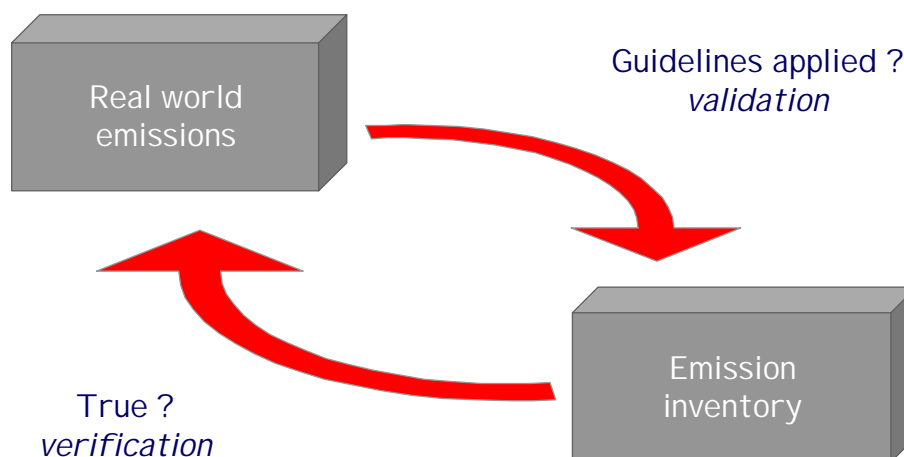 Real world
emissions
Guidelines applied ?
validation
Emission
inventory
True ?
verification